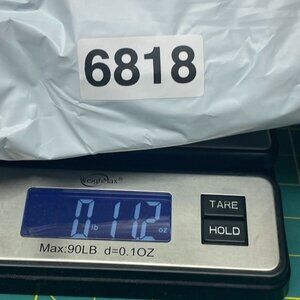 6818
WeighMax®
0 lb 11.2 oz
TARE
HOLD
Max:90LB d=0.1OZ